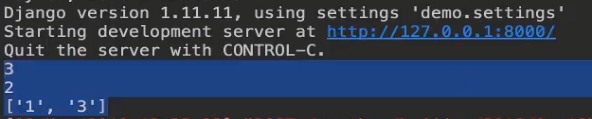 Django version 1.11.11, using settings 'demo.settings'
Starting development server at http://127.0.0.1:8000/
Quit the server with CONTROL-C.
3
2
['1', '3']